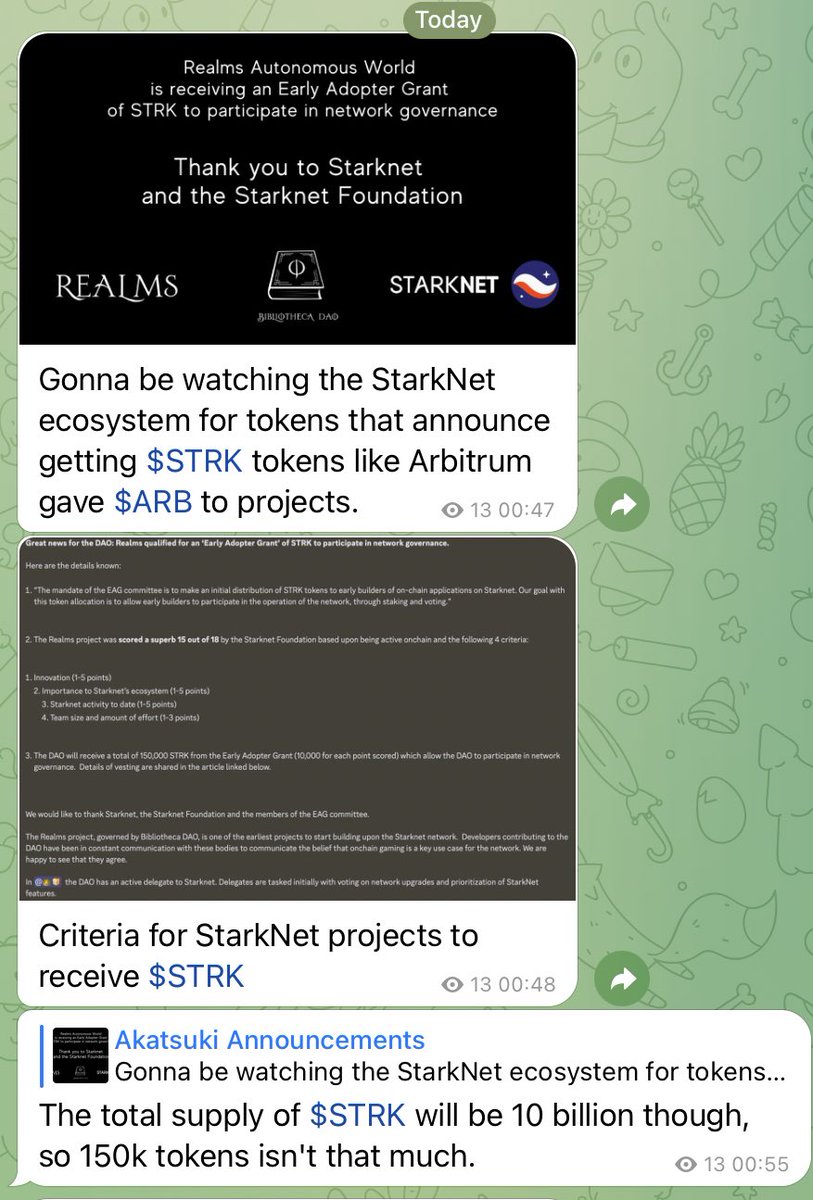 Today
Realms Autonomous World
is receiving an Early Adopter Grant
of STRK to participate in network governance
Thank you to Starknet
and the Starknet Foundation
REALMS
BIBLIOTHECA DAO
STARKNET
Gonna be watching the StarkNet
ecosystem for tokens that announce
getting $STRK tokens like Arbitrum
gave $ARB to projects.
13 00:47
Great news for the DAO: Realms qualified for an 'Early Adopter Grant' of STRK to participate in network governance.
Here are the details known:
1. "The mandate of the EAG committee is to make an initial distribution of STRK tokens to early builders of on-chain applications on Starknet. Our goal with
this token allocation is to allow early builders to participate in the operation of the network, through staking and voting."
2. The Realms project was scored a superb 15 out of 18 by the Starknet Foundation based upon being active onchain and the following 4 criteria:
1. Innovation (1-5 points)
2. Importance to Starknet's ecosystem (1-5 points)
3. Starknet activity to date (1-5 points)
4. Team size and amount of effort (1-3 points)
3. The DAO will receive a total of 150,000 STRK from the Early Adopter Grant (10,000 for each point scored) which allow the DAO to participate in network
governance. Details of vesting are shared in the article linked below.
We would like to thank Starknet, the Starknet Foundation and the members of the EAG committee.
The Realms project, governed by Bibliotheca DAO, is one of the earliest projects to start building upon the Starknet network. Developers contributing to the
DAO have been in constant communication with these bodies to communicate the belief that onchain gaming is a key use case for the network. We are
happy to see that they agree.
In @ the DAO has an active delegate to Starknet. Delegates are tasked initially with voting on network upgrades and prioritization of StarkNet
features.
Criteria for StarkNet projects to
receive $STRK
13 00:48
Akatsuki Announcements
Gonna be watching the StarkNet ecosystem for tokens...
The total supply of $STRK will be 10 billion though,
so 150k tokens isn't that much.
13 00:55